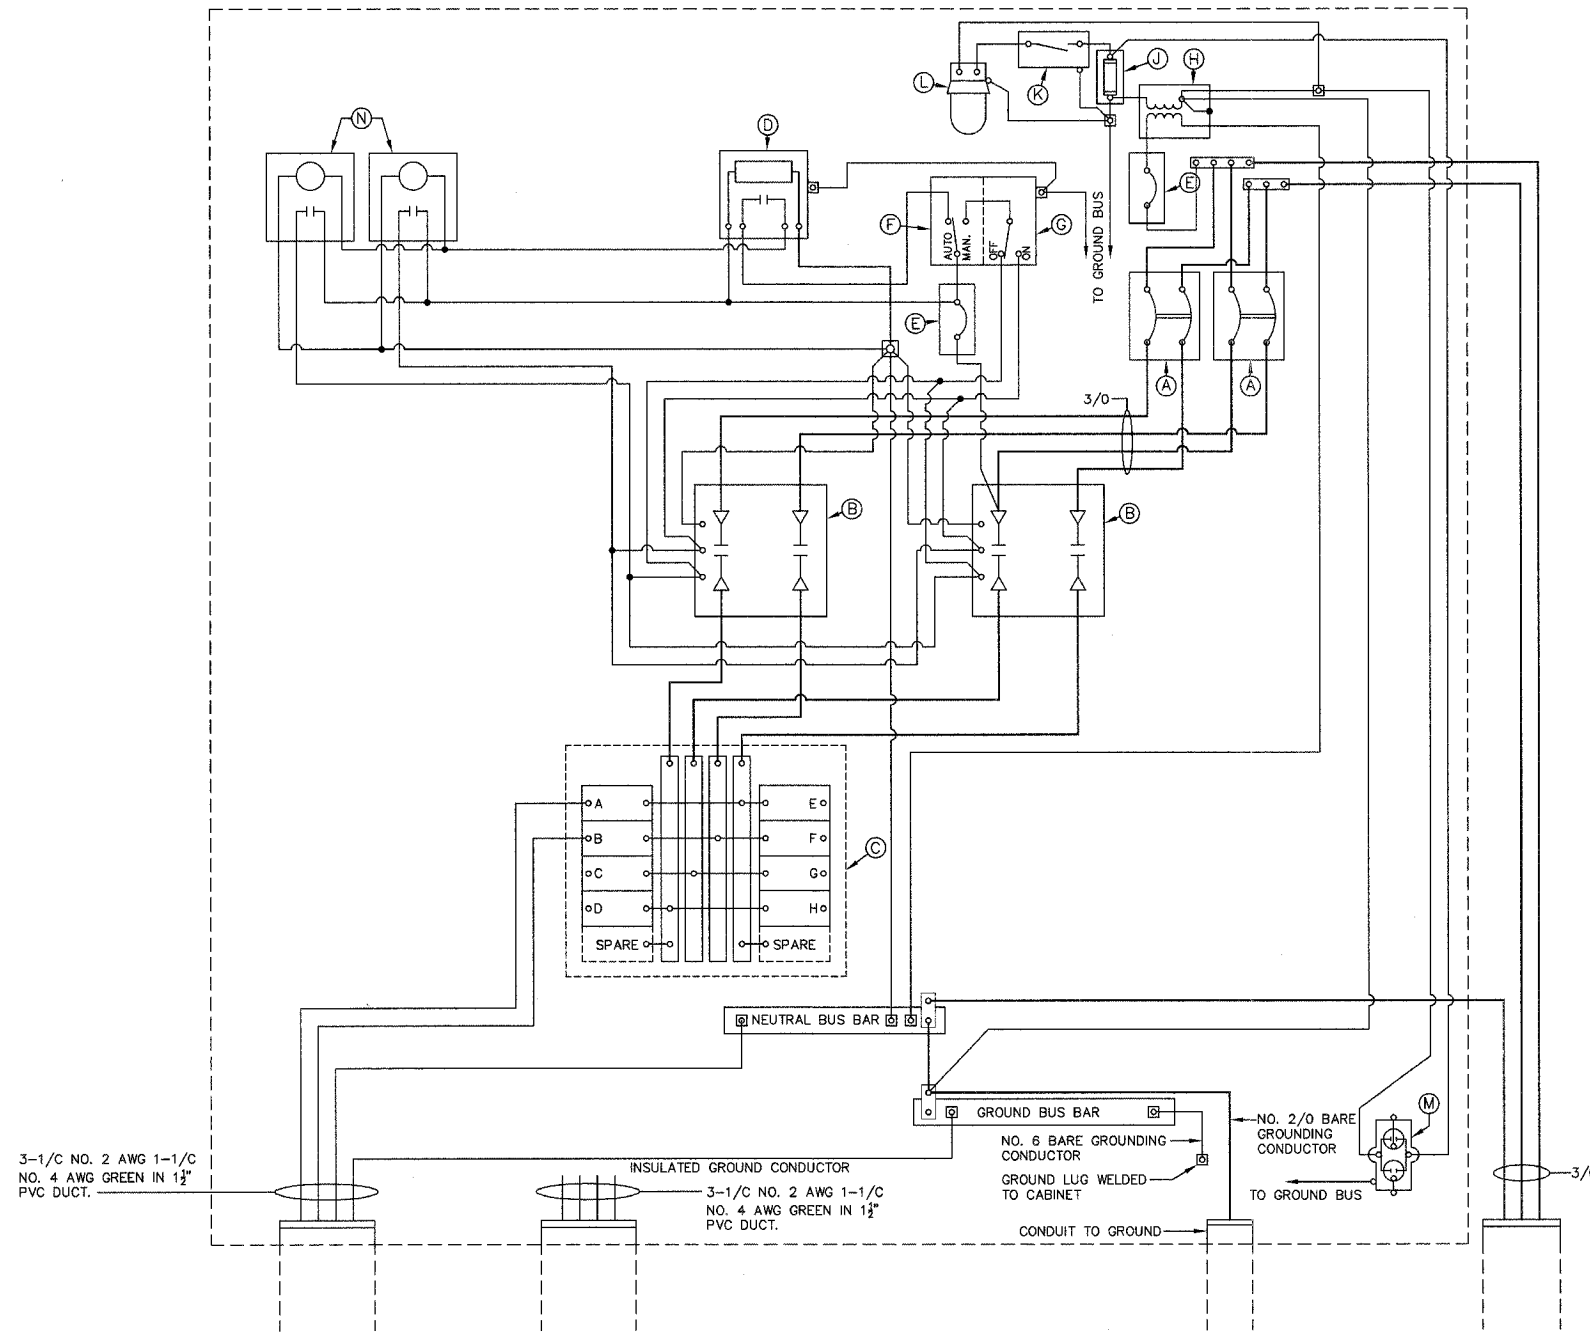 L
K
J
H
N
D
E
F
G
AUTO
MAN.
OFF
ON
TO GROUND BUS
E
A
A
3/0
B
B
A
E
B
F
C
G
D
H
SPARE
SPARE
C
NEUTRAL BUS BAR
GROUND BUS BAR
M
NO. 2/0 BARE
GROUNDING
CONDUCTOR
NO. 6 BARE GROUNDING
CONDUCTOR
GROUND LUG WELDED
TO CABINET
TO GROUND BUS
CONDUIT TO GROUND
INSULATED GROUND CONDUCTOR
3-1/C NO. 2 AWG 1-1/C
NO. 4 AWG GREEN IN 1½"
PVC DUCT.
3-1/C NO. 2 AWG 1-1/C
NO. 4 AWG GREEN IN 1½"
PVC DUCT.
3/